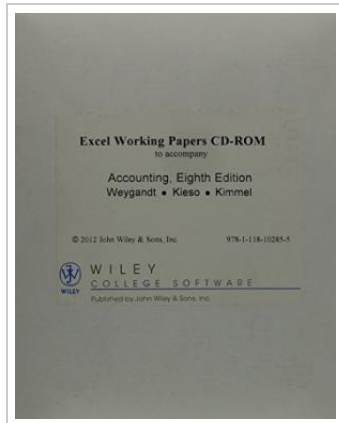 Excel Working Papers CD-ROM
to accompany
Accounting, Eighth Edition
Weygandt • Kieso • Kimmel
© 2012 John Wiley & Sons, Inc. 978-1-118-10285-5
WILEY
COLLEGE SOFTWARE
WILEY
Published by John Wiley & Sons, Inc.